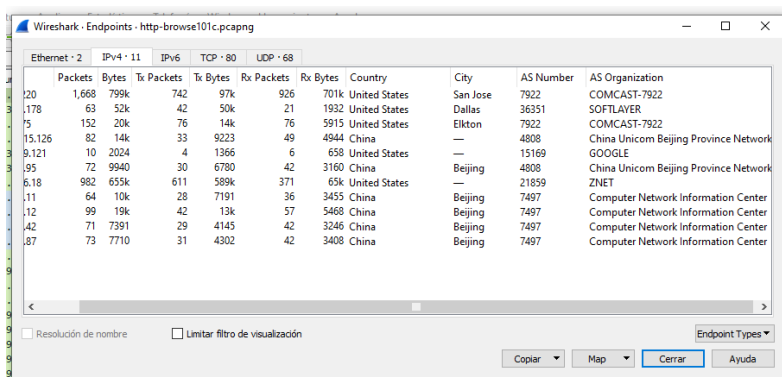 Wireshark · Endpoints · http-browse101c.pcapng
Ethernet · 2 IPv4 · 11 IPv6 TCP · 80 UDP · 68
Packets Bytes Tx Packets Tx Bytes Rx Packets Rx Bytes Country City AS Number AS Organization
.20 1,668 799k 742 97k 926 701k United States San Jose 7922 COMCAST-7922
.178 63 52k 42 50k 21 1932 United States Dallas 36351 SOFTLAYER
75 152 20k 76 14k 76 5915 United States Elkton 7922 COMCAST-7922
15.126 82 14k 33 9223 49 4944 China — 4808 China Unicom Beijing Province Network
9.121 10 2024 4 1366 6 658 United States — 15169 GOOGLE
.95 72 9940 30 6780 42 3160 China Beijing 4808 China Unicom Beijing Province Network
6.18 982 655k 611 589k 371 65k United States — 21859 ZNET
.11 64 10k 28 7191 36 3455 China Beijing 7497 Computer Network Information Center
.12 99 19k 42 13k 57 5468 China Beijing 7497 Computer Network Information Center
.42 71 7391 29 4145 42 3246 China Beijing 7497 Computer Network Information Center
.87 73 7710 31 4302 42 3408 China Beijing 7497 Computer Network Information Center
Resolución de nombre Limitar filtro de visualización Endpoint Types
Copiar Map Cerrar Ayuda